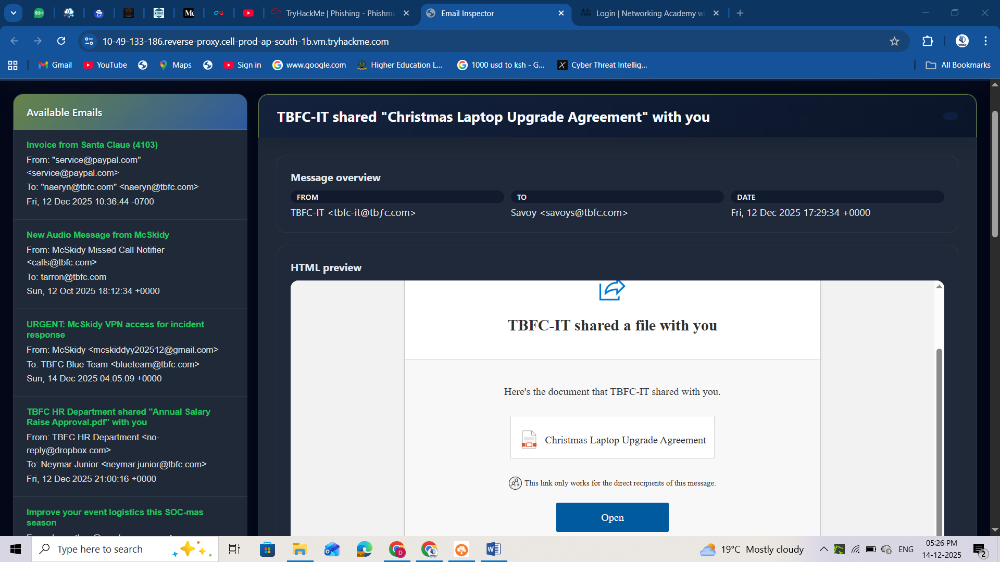 99+
TryHackMe | Phishing - Phishma
Email Inspector
Login | Networking Academy w
10-49-133-186.reverse-proxy.cell-prod-ap-south-1b.vm.tryhackme.com
Gmail
YouTube
Maps
Sign in
www.google.com
Higher Education L...
1000 usd to ksh - G...
Cyber Threat Intellig...
All Bookmarks
Available Emails
Invoice from Santa Claus (4103)
From: "service@paypal.com"
<service@paypal.com>
To: "naeryn@tbfc.com" <naeryn@tbfc.com>
Fri, 12 Dec 2025 10:36:44 -0700
New Audio Message from McSkidy
From: McSkidy Missed Call Notifier
<calls@tbfc.com>
To: tarron@tbfc.com
Sun, 12 Oct 2025 18:12:34 +0000
URGENT: McSkidy VPN access for incident
response
From: McSkidy <mcskiddyy202512@gmail.com>
To: TBFC Blue Team <blueteam@tbfc.com>
Sun, 14 Dec 2025 04:05:09 +0000
TBFC HR Department shared "Annual Salary
Raise Approval.pdf" with you
From: TBFC HR Department <no-
reply@dropbox.com>
To: Neymar Junior <neymar.junior@tbfc.com>
Fri, 12 Dec 2025 21:00:16 +0000
Improve your event logistics this SOC-mas
season
TBFC-IT shared "Christmas Laptop Upgrade Agreement" with you
Message overview
FROM
TO
DATE
TBFC-IT <tbfc-it@tbƒc.com>
Savoy <savoys@tbfc.com>
Fri, 12 Dec 2025 17:29:34 +0000
HTML preview
TBFC-IT shared a file with you
Here's the document that TBFC-IT shared with you.
Christmas Laptop Upgrade Agreement
This link only works for the direct recipients of this message.
Open
Type here to search
19°C Mostly cloudy
ENG
05:26 PM
14-12-2025
2